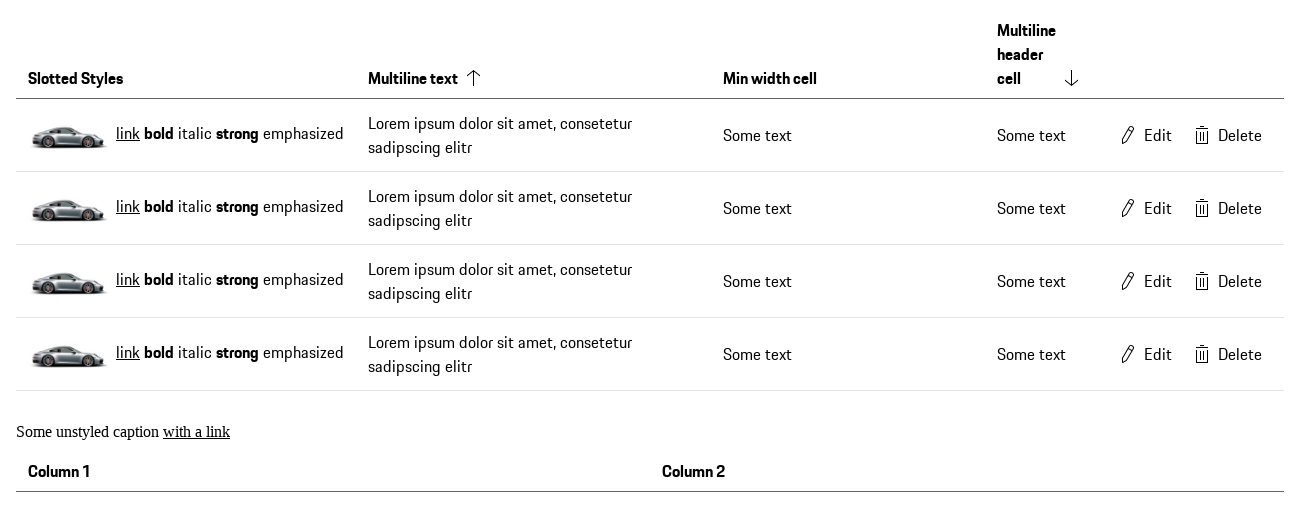 Slotted Styles Multiline text Min width cell Multiline
header
cell
link bold italic strong emphasized Lorem ipsum dolor sit amet, consetetur
sadipscing elitr Some text Some text Edit Delete
link bold italic strong emphasized Lorem ipsum dolor sit amet, consetetur
sadipscing elitr Some text Some text Edit Delete
link bold italic strong emphasized Lorem ipsum dolor sit amet, consetetur
sadipscing elitr Some text Some text Edit Delete
link bold italic strong emphasized Lorem ipsum dolor sit amet, consetetur
sadipscing elitr Some text Some text Edit Delete
Some unstyled caption with a link
Column 1 Column 2